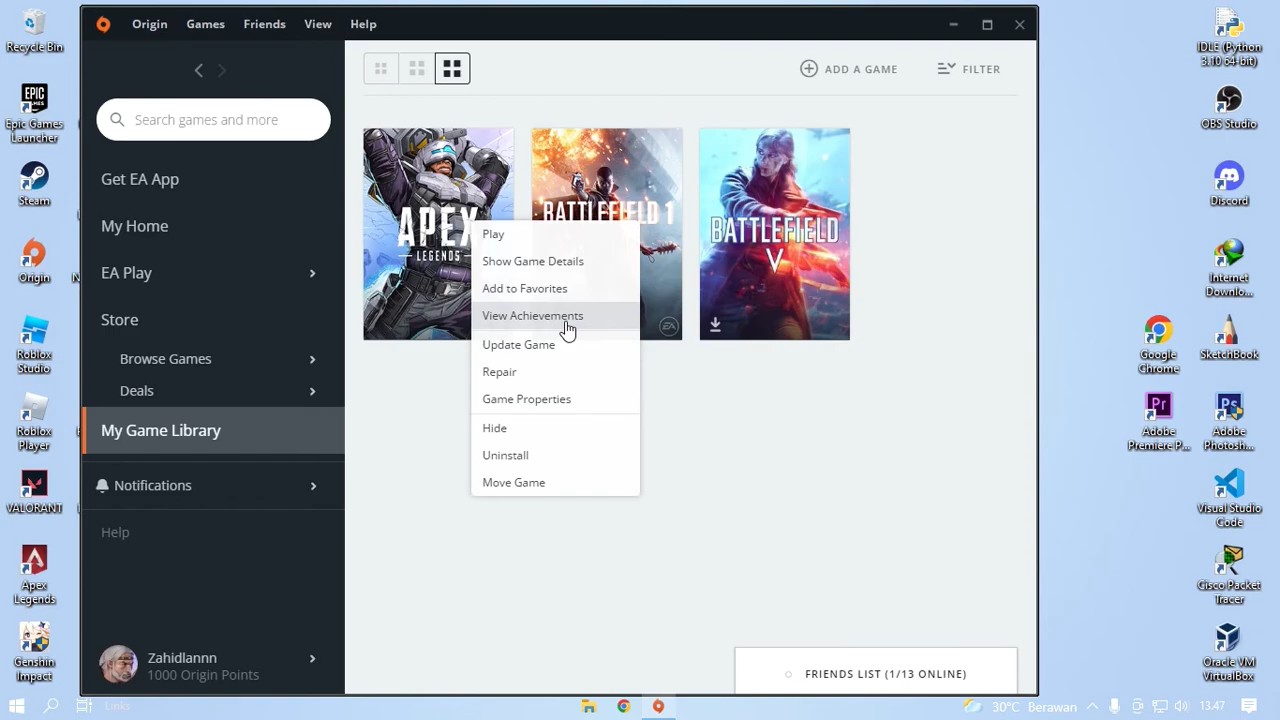 Recycle Bin
Epic Games
Launcher
Steam
Origin
Roblox
Studio
Roblox
Player
VALORANT
Apex
Legends
Genshin
Impact
Origin
Games
Friends
View
Help
Search games and more
Get EA App
My Home
EA Play
Store
Browse Games
Deals
My Game Library
Notifications
Help
Zahidlannn
1000 Origin Points
ADD A GAME
FILTER
APEX
LEGENDS
BATTLEFIELD 1
BATTLEFIELD
V
EA
Play
Show Game Details
Add to Favorites
View Achievements
Update Game
Repair
Game Properties
Hide
Uninstall
Move Game
FRIENDS LIST (1/13 ONLINE)
IDLE (Python
3.10 64-bit)
OBS Studio
Discord
Internet
Downlo...
Google
Chrome
SketchBook
Pr
Adobe
Premiere P...
Ps
Adobe
Photosh...
Visual Studio
Code
Cisco Packet
Tracer
Oracle VM
VirtualBox
Links
30°C Berawan
13.47